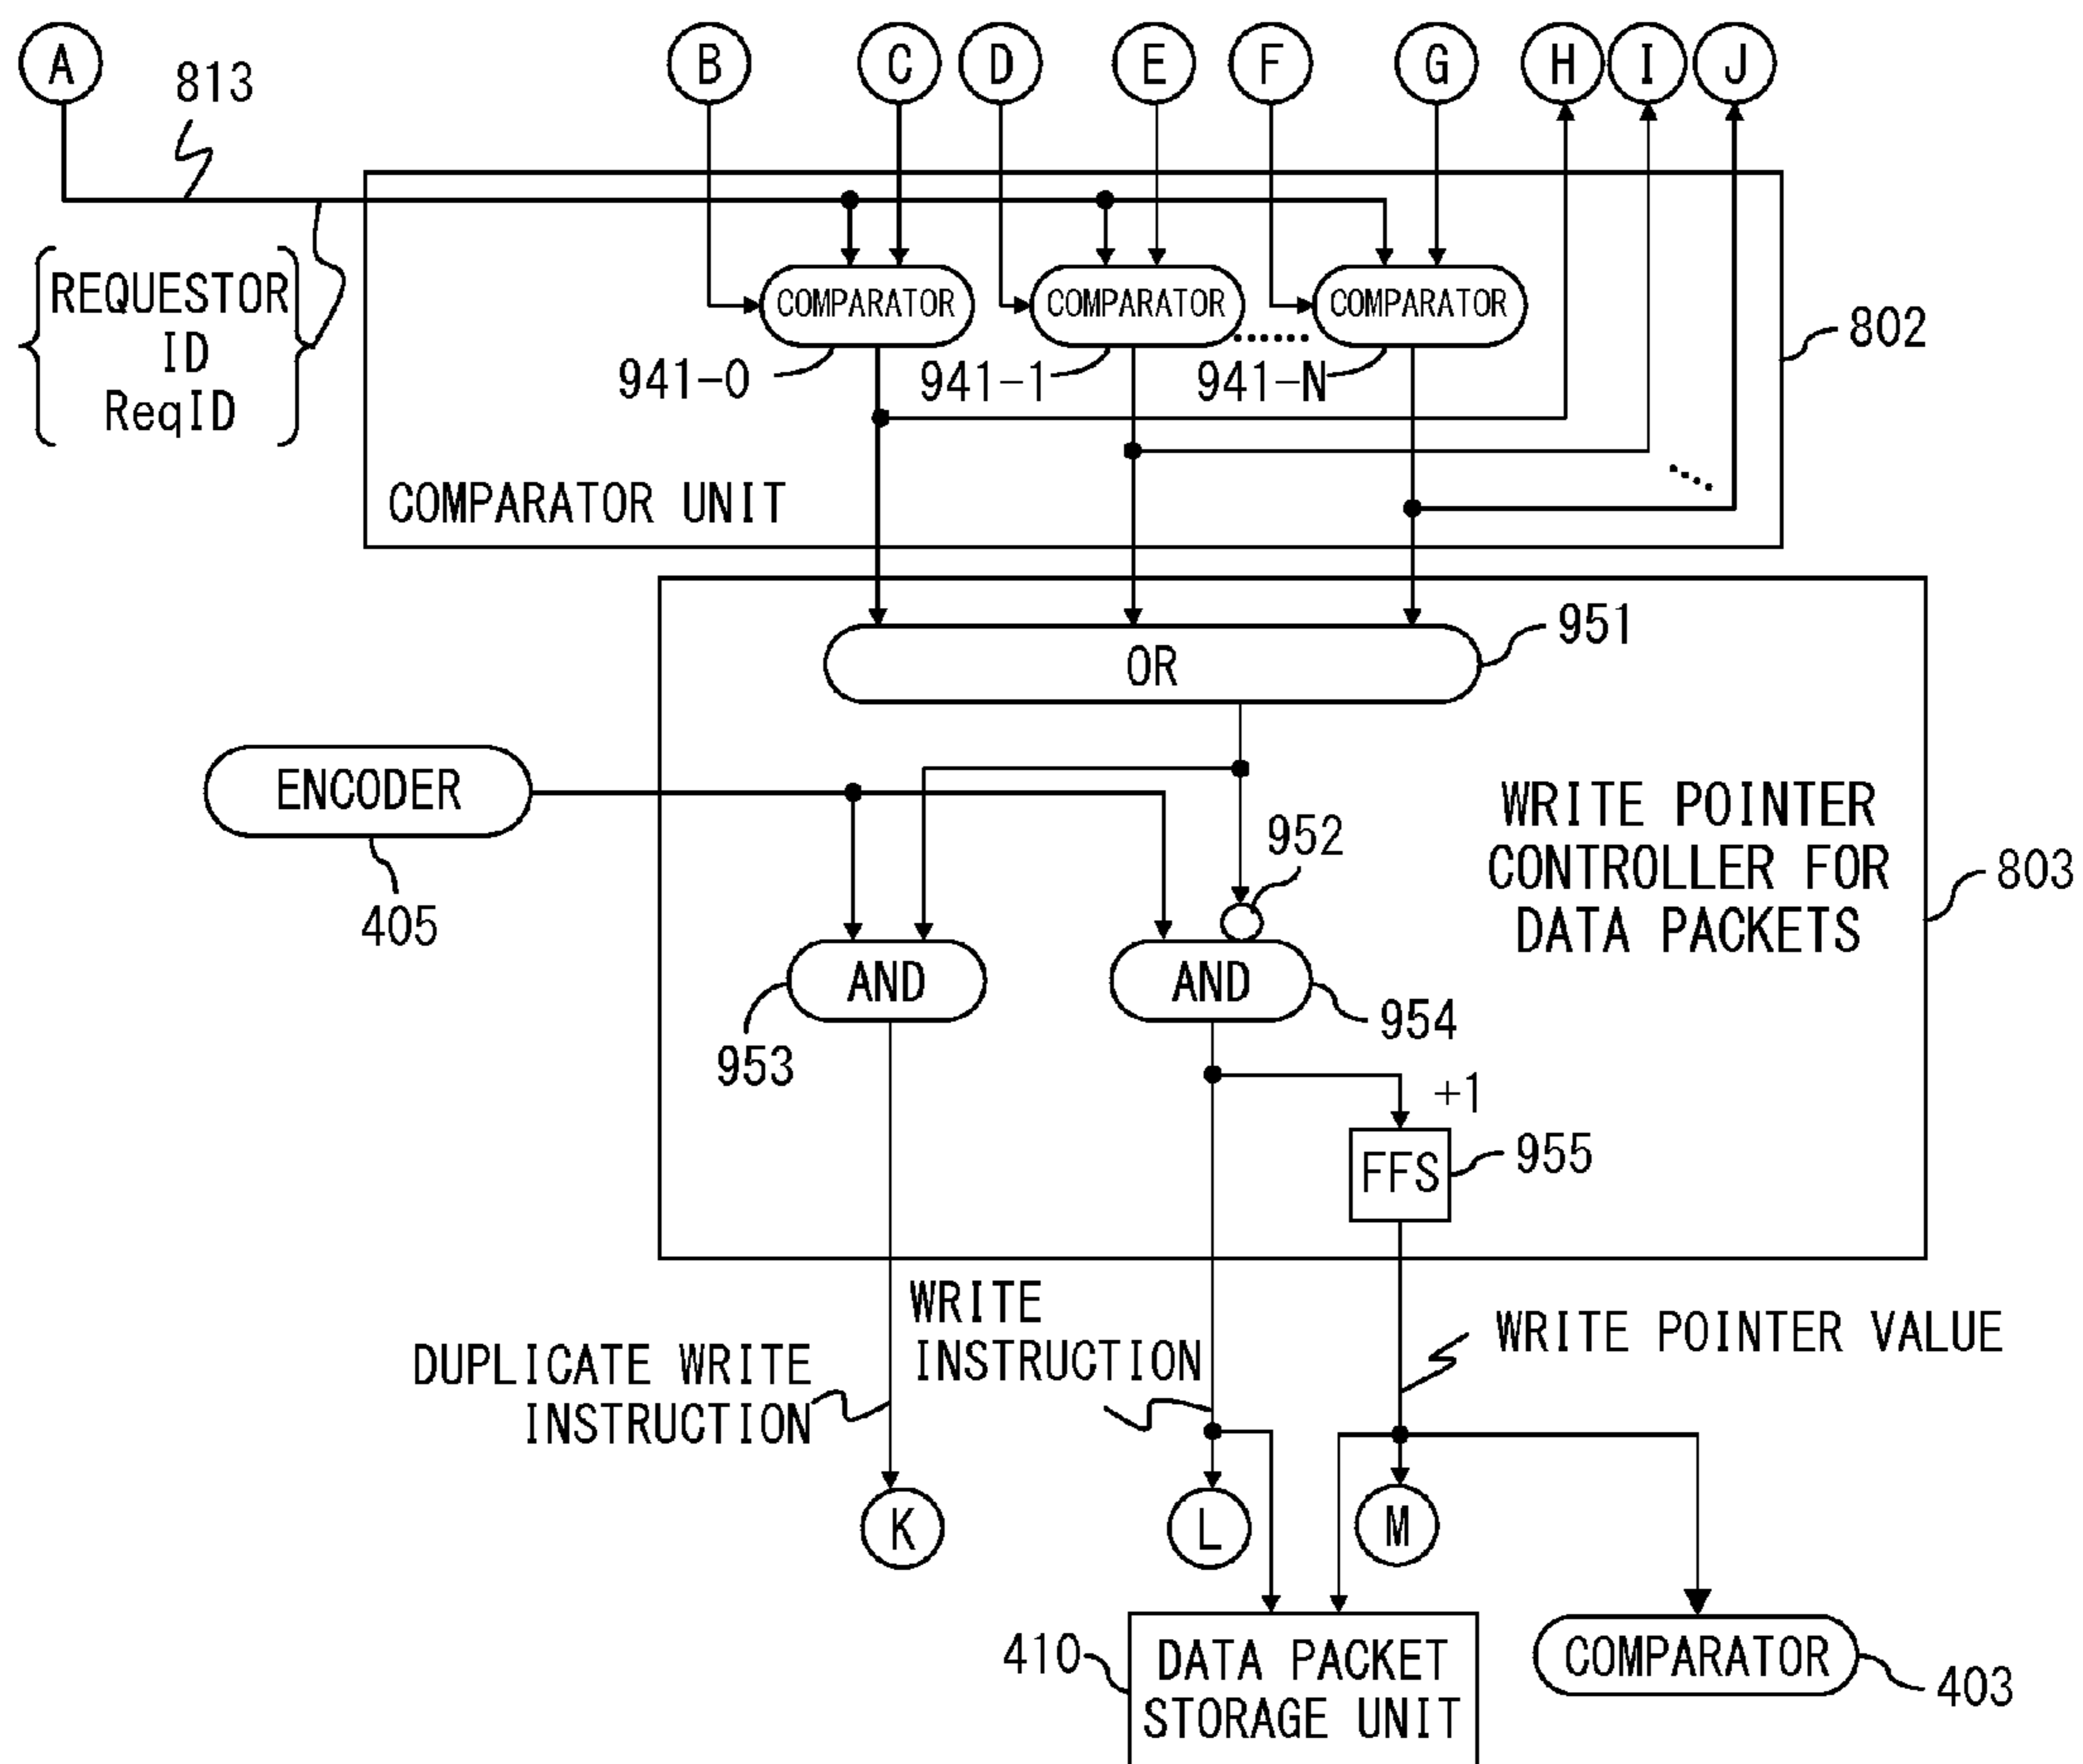 A
B
C
D
E
F
G
H
I
J
813
REQUESTOR
ID
ReqID
COMPARATOR
COMPARATOR
COMPARATOR
802
941-0
941-1
941-N
COMPARATOR UNIT
951
OR
ENCODER
405
952
WRITE POINTER
CONTROLLER FOR
DATA PACKETS
803
AND
AND
953
954
+1
FFS
955
WRITE
INSTRUCTION
WRITE POINTER VALUE
DUPLICATE WRITE
INSTRUCTION
K
L
M
410
DATA PACKET
STORAGE UNIT
COMPARATOR
403